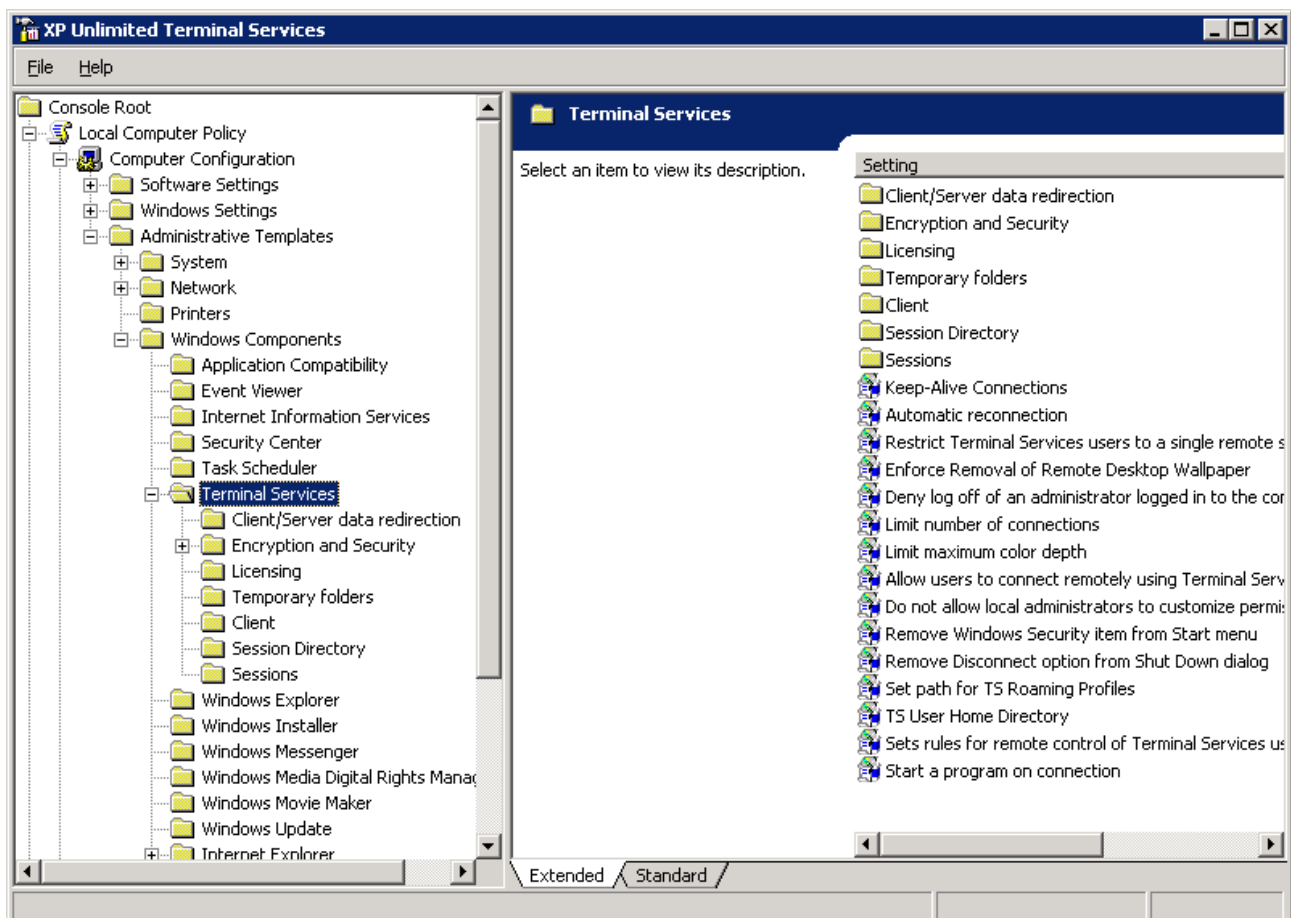 XP Unlimited Terminal Services
File Help
Console Root
Local Computer Policy
Computer Configuration
Software Settings
Windows Settings
Administrative Templates
System
Network
Printers
Windows Components
Application Compatibility
Event Viewer
Internet Information Services
Security Center
Task Scheduler
Terminal Services
Client/Server data redirection
Encryption and Security
Licensing
Temporary folders
Client
Session Directory
Sessions
Windows Explorer
Windows Installer
Windows Messenger
Windows Media Digital Rights Manag
Windows Movie Maker
Windows Update
Internet Explorer
Terminal Services
Select an item to view its description.
Setting
Client/Server data redirection
Encryption and Security
Licensing
Temporary folders
Client
Session Directory
Sessions
Keep-Alive Connections
Automatic reconnection
Restrict Terminal Services users to a single remote s
Enforce Removal of Remote Desktop Wallpaper
Deny log off of an administrator logged in to the cor
Limit number of connections
Limit maximum color depth
Allow users to connect remotely using Terminal Serv
Do not allow local administrators to customize permis
Remove Windows Security item from Start menu
Remove Disconnect option from Shut Down dialog
Set path for TS Roaming Profiles
TS User Home Directory
Sets rules for remote control of Terminal Services us
Start a program on connection
Extended Standard